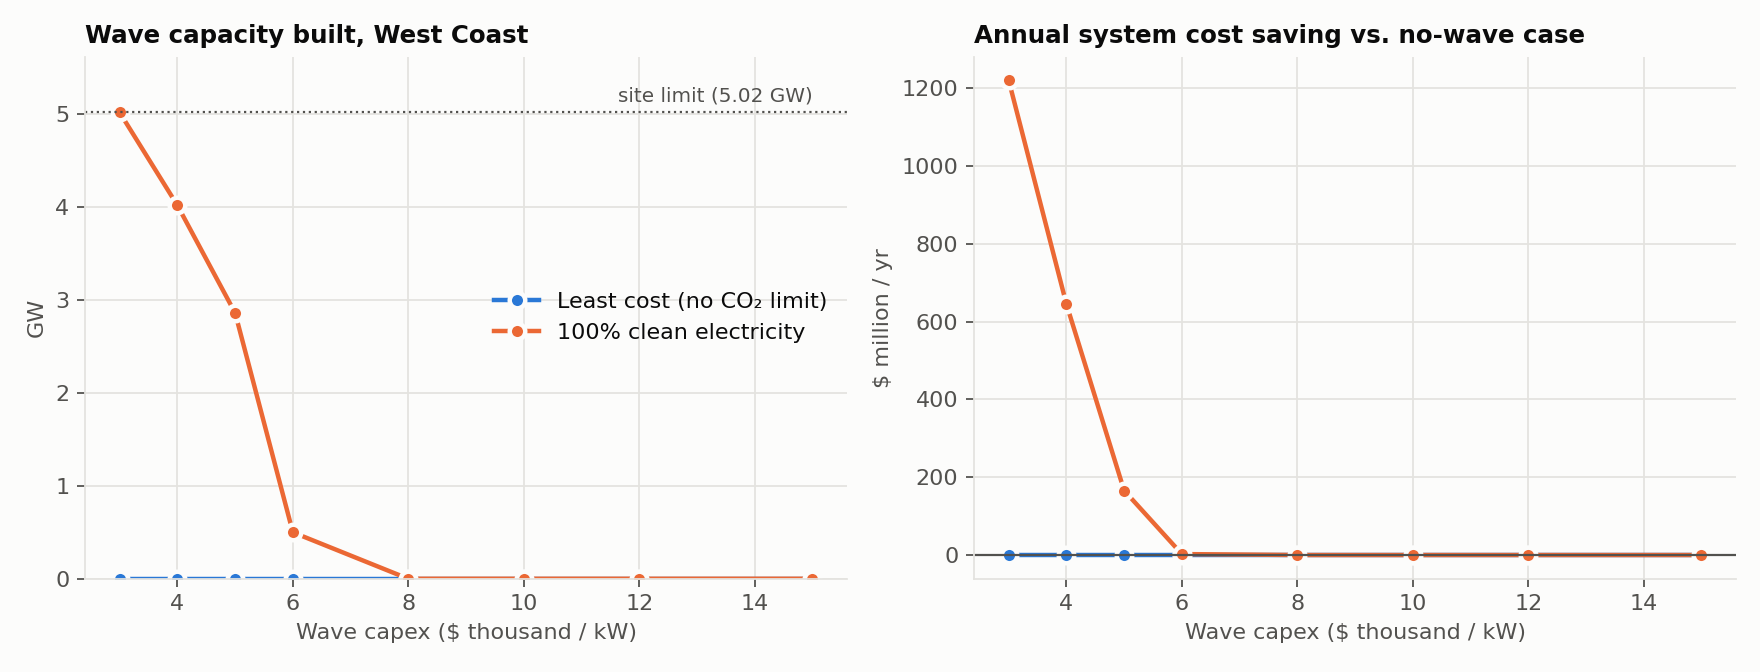 Wave capacity built, West Coast
site limit (5.02 GW)
5
4
3
2
1
0
GW
Least cost (no CO₂ limit)
100% clean electricity
4 6 8 10 12 14
Wave capex ($ thousand / kW)
Annual system cost saving vs. no-wave case
1200
1000
800
600
400
200
0
$ million / yr
4 6 8 10 12 14
Wave capex ($ thousand / kW)